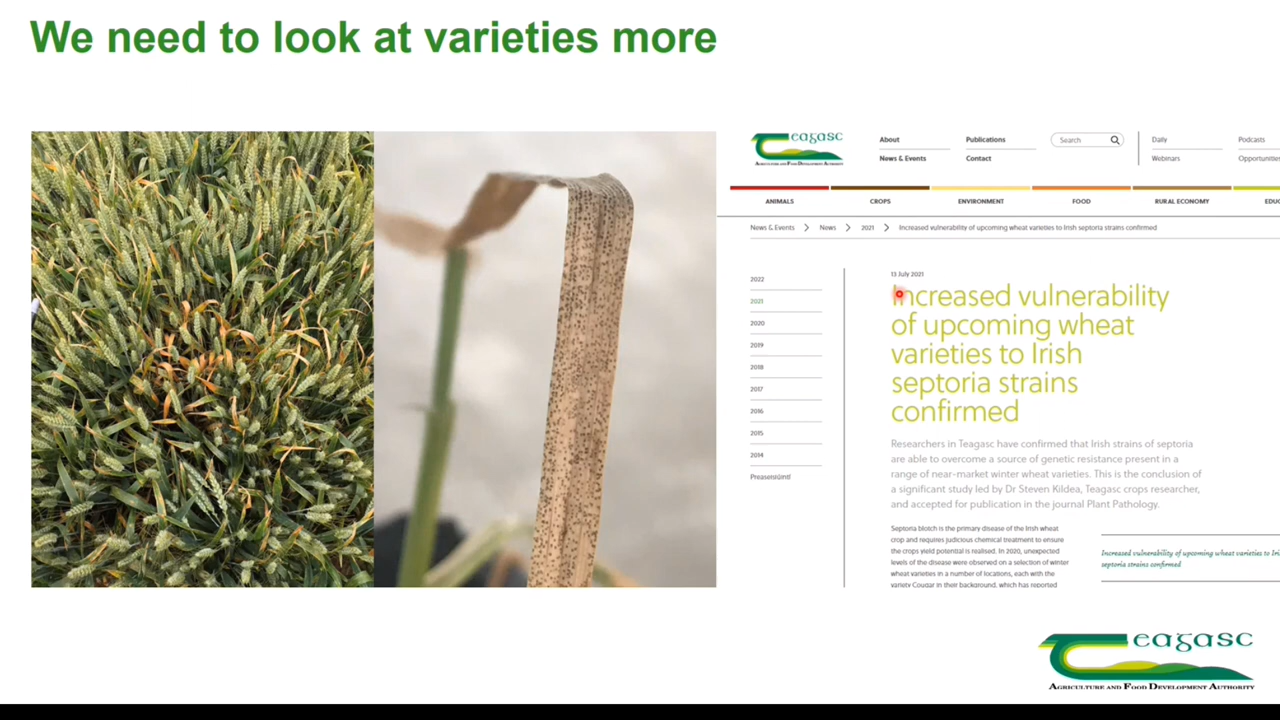 We need to look at varieties more
eagasc
AGRICULTURE AND FOOD DEVELOPMENT AUTHORITY
About
Publications
Search
Daily
Podcasts
News & Events
Contact
Webinars
Opportunities
ANIMALS
CROPS
ENVIRONMENT
FOOD
RURAL ECONOMY
EDUC
News & Events
News
2021
Increased vulnerability of upcoming wheat varieties to Irish septoria strains confirmed
2022
2021
2020
2019
2018
2017
2016
2015
2014
Preaseisiúintí
13 July 2021
Increased vulnerability
of upcoming wheat
varieties to Irish
septoria strains
confirmed
Researchers in Teagasc have confirmed that Irish strains of septoria
are able to overcome a source of genetic resistance present in a
range of near-market winter wheat varieties. This is the conclusion of
a significant study led by Dr Steven Kildea, Teagasc crops researcher,
and accepted for publication in the journal Plant Pathology.
Septoria blotch is the primary disease of the Irish wheat
crop and requires judicious chemical treatment to ensure
the crops yield potential is realised. In 2020, unexpected
levels of the disease were observed on a selection of winter
wheat varieties in a number of locations, each with the
variety Cougar in their background, which has reported
Increased vulnerability of upcoming wheat varieties to Iri
septoria strains confirmed
eagasc
AGRICULTURE AND FOOD DEVELOPMENT AUTHORITY